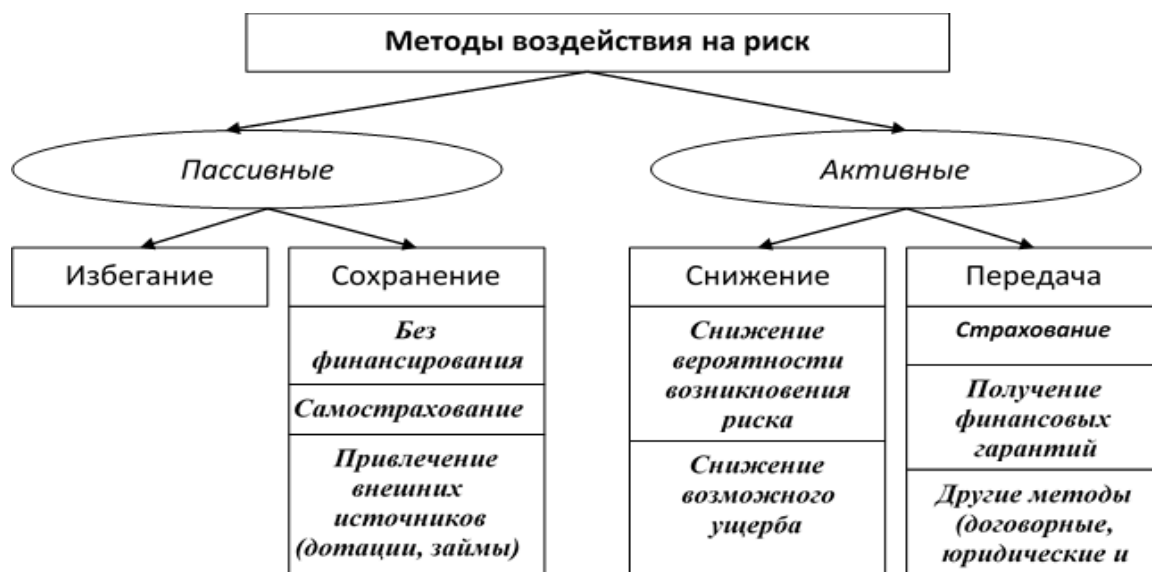 Методы воздействия на риск
Пассивные
Активные
Избегание
Сохранение
Без
финансирования
Самострахование
Привлечение
внешних
источников
(дотации, займы)
Снижение
Снижение
вероятности
возникновения
риска
Снижение
возможного
ущерба
Передача
Страхование
Получение
финансовых
гарантий
Другие методы
(договорные,
юридические и